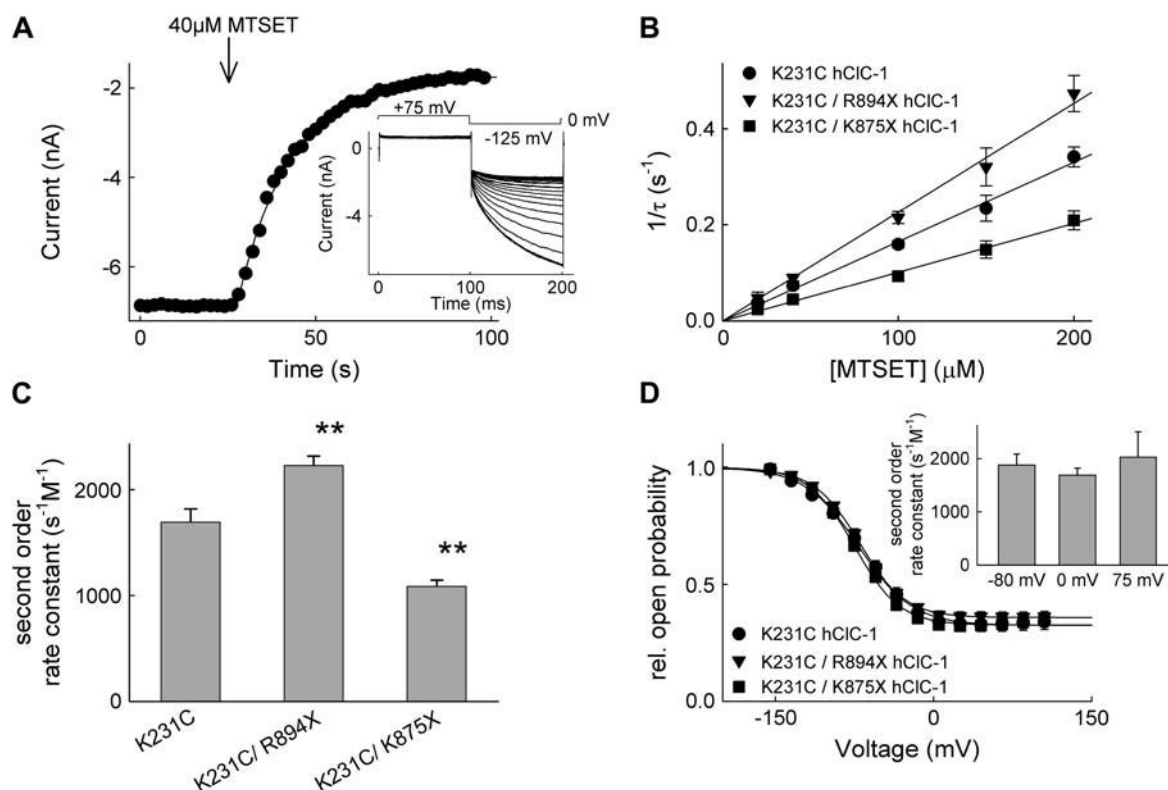 A
40µM MTSET
Current (nA)
-2
-4
-6
0
50
100
Time (s)
+75 mV
0 mV
-125 mV
Current (nA)
0
-4
0
100
200
Time (ms)
B
K231C hClC-1
K231C / R894X hClC-1
K231C / K875X hClC-1
1/τ (s⁻¹)
0.4
0.2
0.0
0
100
200
[MTSET] (µM)
C
second order
rate constant (s⁻¹M⁻¹)
2000
1000
0
**
**
K231C
K231C/ R894X
K231C/ K875X
D
rel. open probability
1.0
0.5
0.0
K231C hClC-1
K231C / R894X hClC-1
K231C / K875X hClC-1
-150
0
150
Voltage (mV)
second order
rate constant (s⁻¹M⁻¹)
2000
1000
0
-80 mV
0 mV
75 mV